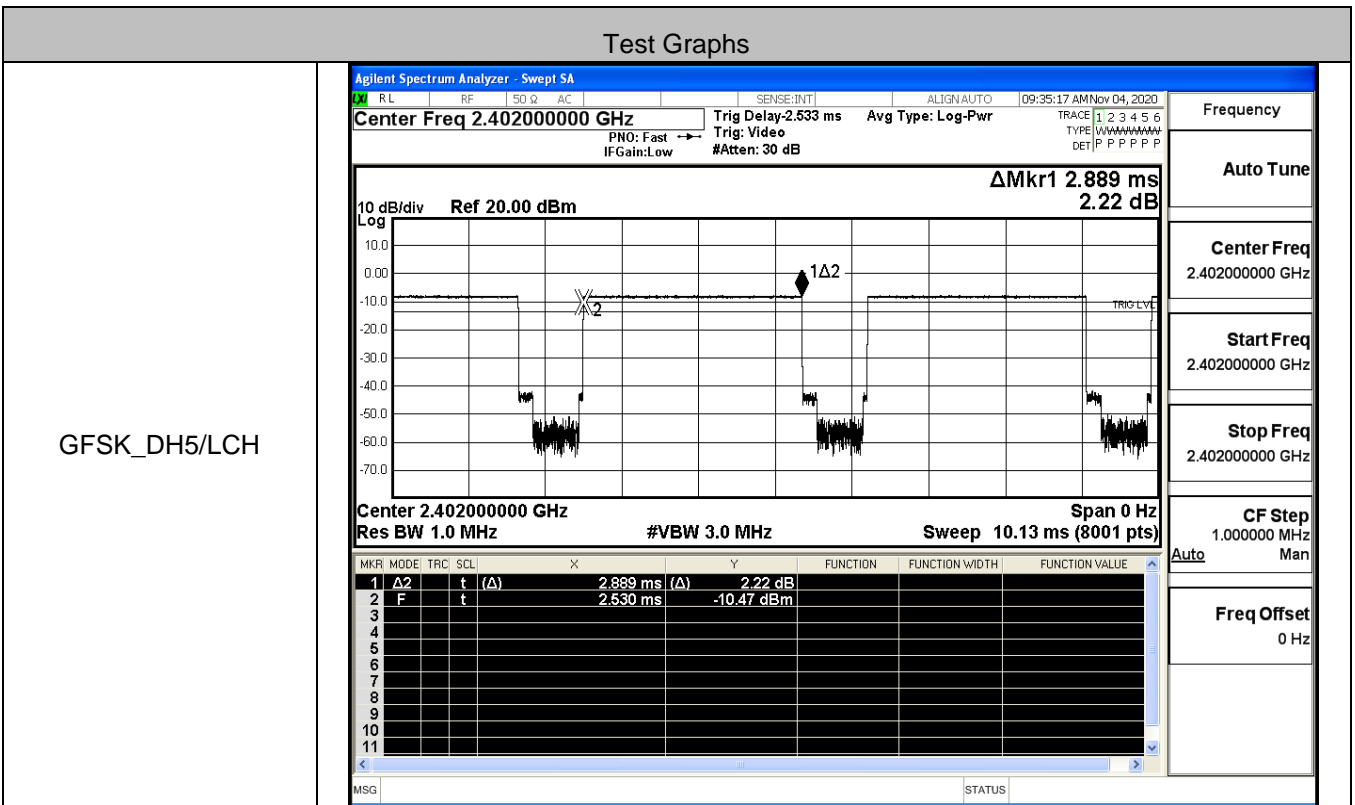 Test Graphs
GFSK_DH5/LCH
Agilent Spectrum Analyzer - Swept SA
LXI RL RF 50 Ω AC SENSE:INT ALIGNAUTO 09:35:17 AMNov 04, 2020
Center Freq 2.402000000 GHz
PNO: Fast
IFGain:Low
Trig Delay-2.533 ms
Trig: Video
#Atten: 30 dB
Avg Type: Log-Pwr
TRACE 1 2 3 4 5 6
TYPE WWWWWW
DET P P P P P P
ΔMkr1 2.889 ms
2.22 dB
10 dB/div Ref 20.00 dBm
Log
10.0
0.00
-10.0
-20.0
-30.0
-40.0
-50.0
-60.0
-70.0
1Δ2
2
TRIG LVL
Center 2.402000000 GHz Span 0 Hz
Res BW 1.0 MHz #VBW 3.0 MHz Sweep 10.13 ms (8001 pts)
MKR MODE TRC SCL X Y FUNCTION FUNCTION WIDTH FUNCTION VALUE
1 Δ2 t (Δ) 2.889 ms (Δ) 2.22 dB
2 F t 2.530 ms -10.47 dBm
3
4
5
6
7
8
9
10
11
MSG STATUS
Frequency
Auto Tune
Center Freq
2.402000000 GHz
Start Freq
2.402000000 GHz
Stop Freq
2.402000000 GHz
CF Step
1.000000 MHz
Auto Man
Freq Offset
0 Hz